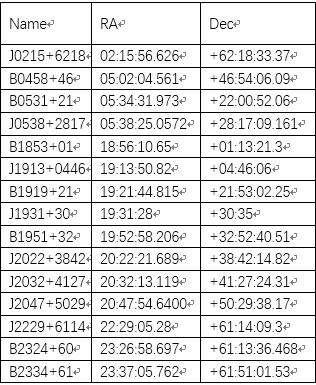 Name RA Dec
J0215+6218 02:15:56.626 +62:18:33.37
B0458+46 05:02:04.561 +46:54:06.09
B0531+21 05:34:31.973 +22:00:52.06
J0538+2817 05:38:25.0572 +28:17:09.161
B1853+01 18:56:10.65 +01:13:21.3
J1913+0446 19:13:50.82 +04:46:06
B1919+21 19:21:44.815 +21:53:02.25
J1931+30 19:31:28 +30:35
B1951+32 19:52:58.206 +32:52:40.51
J2022+3842 20:22:21.689 +38:42:14.82
J2032+4127 20:32:13.119 +41:27:24.31
J2047+5029 20:47:54.6400 +50:29:38.17
J2229+6114 22:29:05.28 +61:14:09.3
B2324+60 23:26:58.697 +61:13:36.468
B2334+61 23:37:05.762 +61:51:01.53